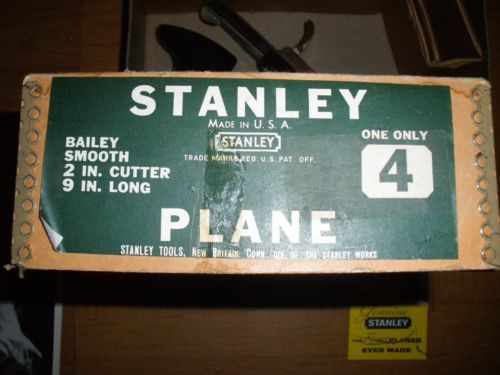 STANLEY
MADE IN U.S.A.
STANLEY
TRADE MARKS REG. U.S. PAT. OFF.
BAILEY
SMOOTH
2 IN. CUTTER
9 IN. LONG
ONE ONLY
4
PLANE
STANLEY TOOLS, NEW BRITAIN, CONN. DIV. OF THE STANLEY WORKS
Genuine
STANLEY
THE PLANES
EVER MADE